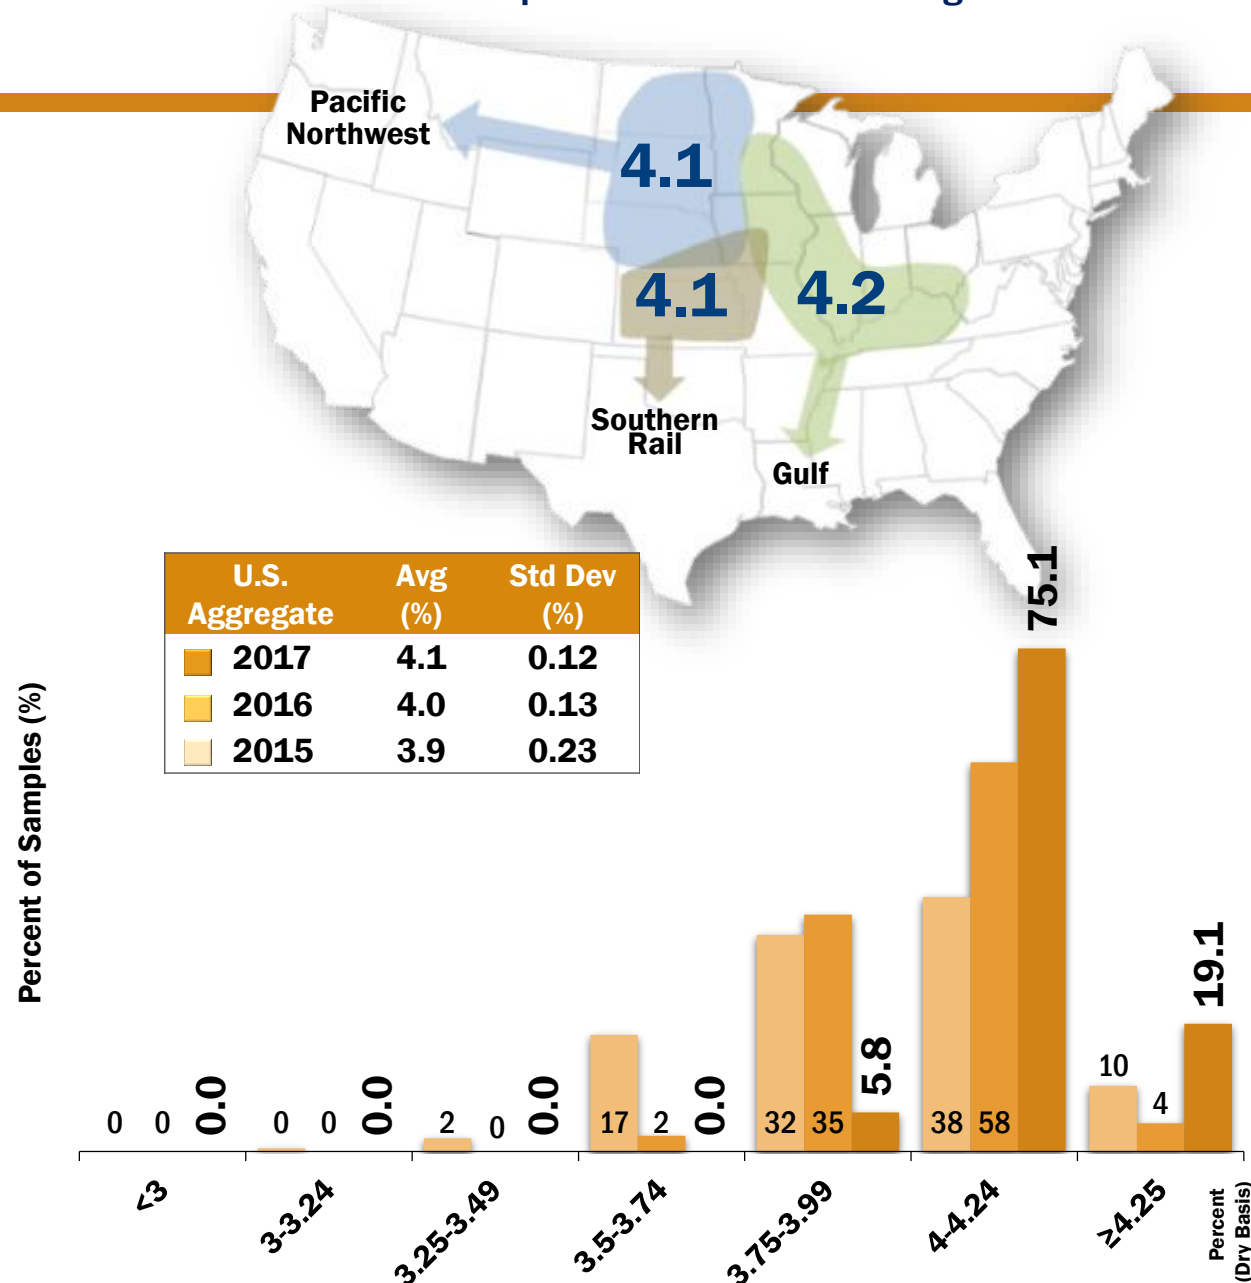 Pacific
Northwest
4.1
4.1
4.2
Southern
Rail
Gulf
U.S. Aggregate Avg (%) Std Dev (%)
2017 4.1 0.12
2016 4.0 0.13
2015 3.9 0.23
Percent of Samples (%)
0 0 0.0
0 0 0.0
2 0 0.0
17 2 0.0
32 35 5.8
38 58 75.1
10 4 19.1
<3 3-3.24 3.25-3.49 3.5-3.74 3.75-3.99 4-4.24 ≥4.25
Percent
(Dry Basis)